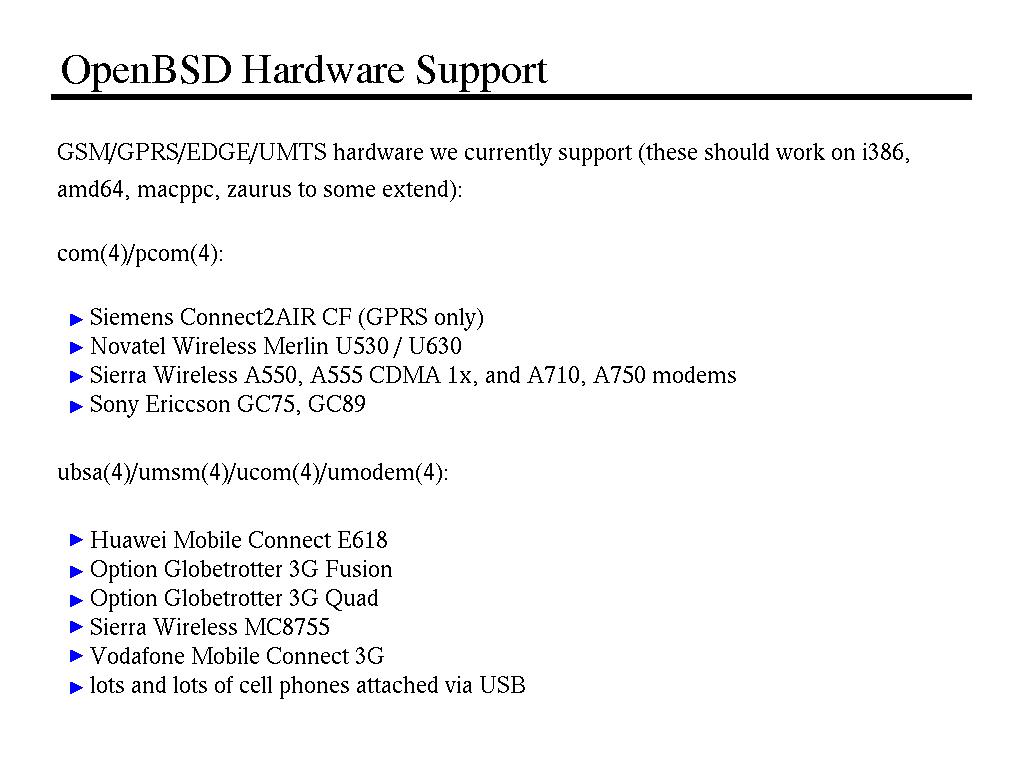 OpenBSD Hardware Support
GSM/GPRS/EDGE/UMTS hardware we currently support (these should work on i386,
amd64, macppc, zaurus to some extend):
com(4)/pcom(4):
Siemens Connect2AIR CF (GPRS only)
Novatel Wireless Merlin U530 / U630
Sierra Wireless A550, A555 CDMA 1x, and A710, A750 modems
Sony Ericcson GC75, GC89
ubsa(4)/umsm(4)/ucom(4)/umodem(4):
Huawei Mobile Connect E618
Option Globetrotter 3G Fusion
Option Globetrotter 3G Quad
Sierra Wireless MC8755
Vodafone Mobile Connect 3G
lots and lots of cell phones attached via USB